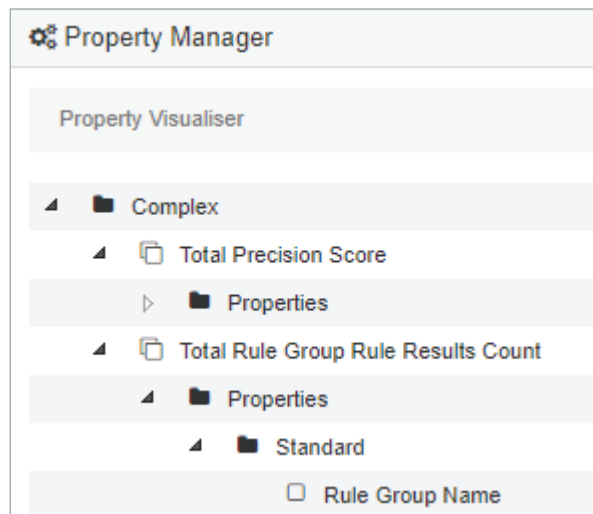 Property Manager
Property Visualiser
Complex
Total Precision Score
Properties
Total Rule Group Rule Results Count
Properties
Standard
Rule Group Name